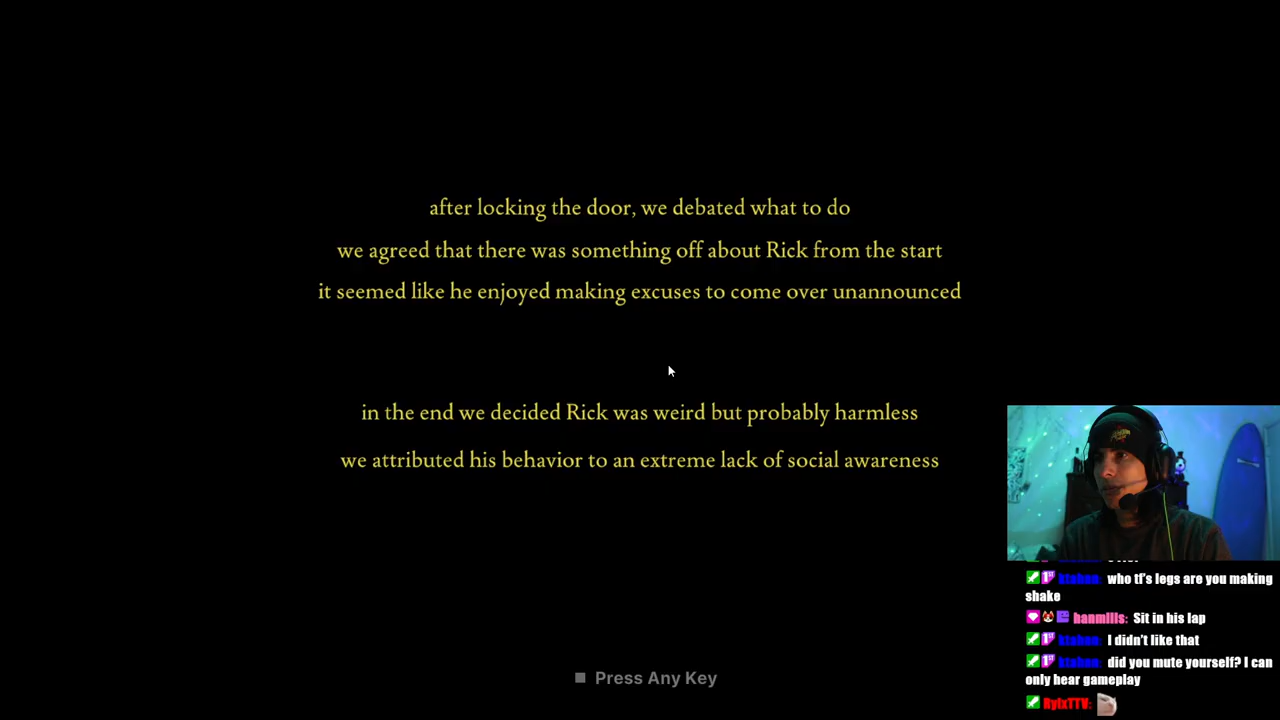 after locking the door, we debated what to do
we agreed that there was something off about Rick from the start
it seemed like he enjoyed making excuses to come over unannounced
in the end we decided Rick was weird but probably harmless
we attributed his behavior to an extreme lack of social awareness
Press Any Key
ktahon: who tf's legs are you making
shake
hanmills: Sit in his lap
ktahon: I didn't like that
ktahon: did you mute yourself? I can
only hear gameplay
RylxTTV: